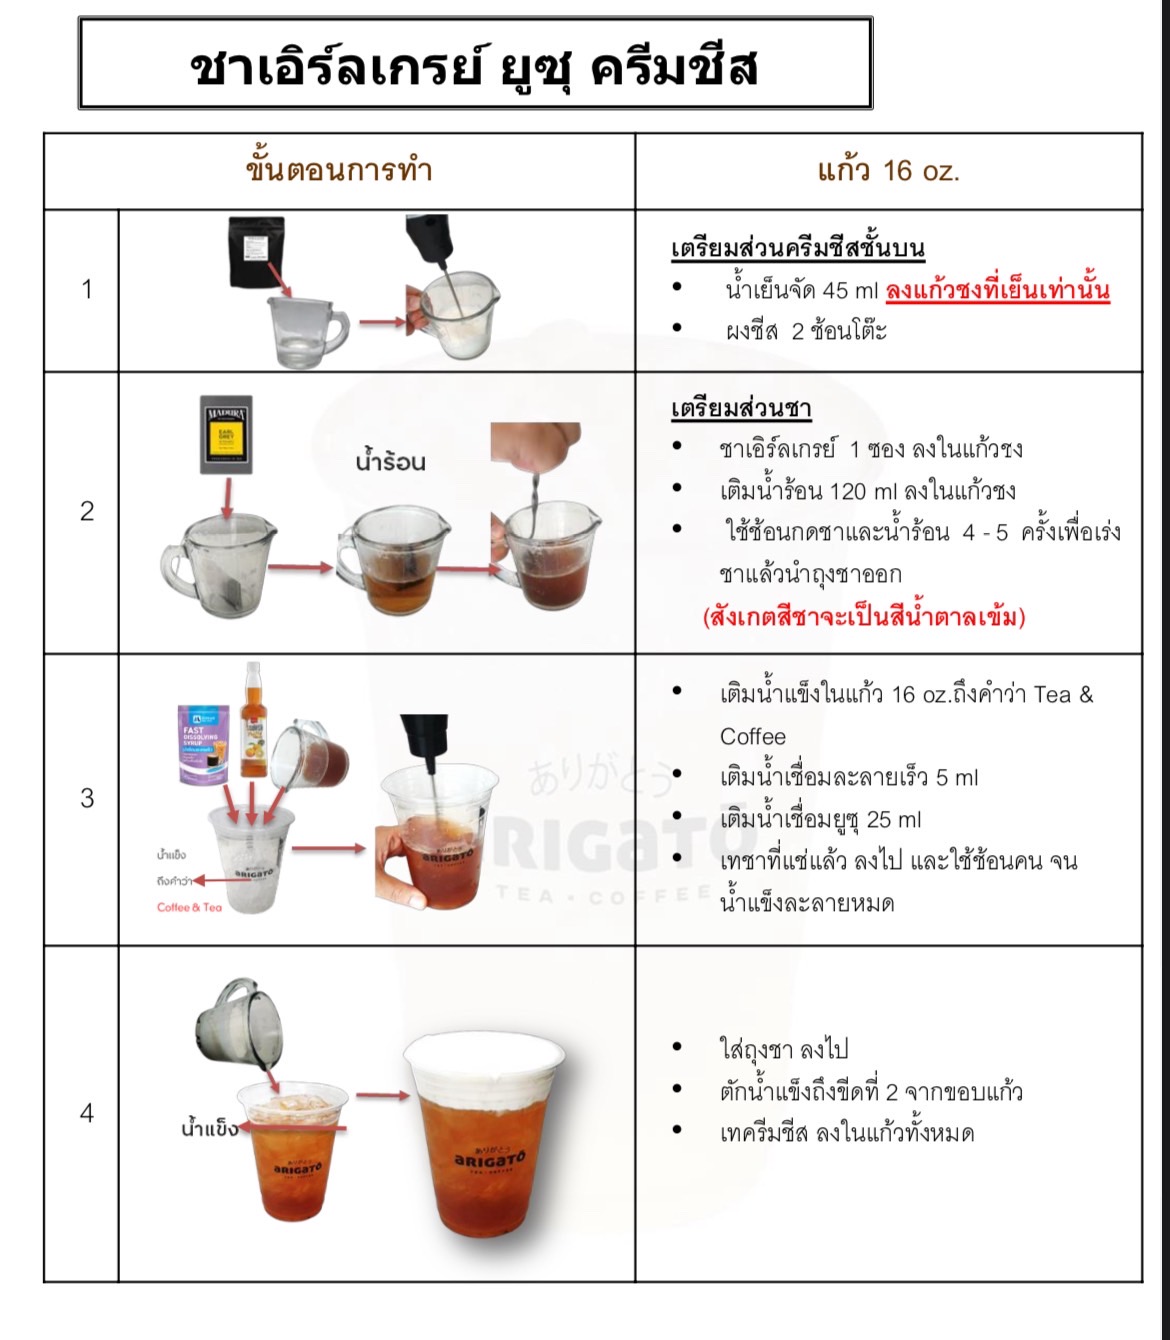 ชาเอิร์ลเกรย์ ยูซุ ครีมชีส
ขั้นตอนการทำ
แก้ว 16 oz.
1
เตรียมส่วนครีมชีสชั้นบน
• น้ำเย็นจัด 45 ml ลงแก้วชงที่เย็นเท่านั้น
• ผงชีส 2 ช้อนโต๊ะ
2
MADURA
EARL
GREY
น้ำร้อน
เตรียมส่วนชา
• ชาเอิร์ลเกรย์ 1 ซอง ลงในแก้วชง
• เติมน้ำร้อน 120 ml ลงในแก้วชง
• ใช้ช้อนกดชาและน้ำร้อน 4 - 5 ครั้งเพื่อเร่ง
ชาแล้วนำถุงชาออก
(สังเกตสีชาจะเป็นสีน้ำตาลเข้ม)
3
FAST
DISSOLVING
SYRUP
น้ำแข็ง
ถึงคำว่า
Coffee & Tea
ARIGATO
ありがとう
ARIGATO
• เติมน้ำแข็งในแก้ว 16 oz.ถึงคำว่า Tea &
Coffee
• เติมน้ำเชื่อมละลายเร็ว 5 ml
• เติมน้ำเชื่อมยูซุ 25 ml
• เทชาที่แช่แล้ว ลงไป และใช้ช้อนคน จน
น้ำแข็งละลายหมด
ありがとう
ARIGATO
TEA • COFFEE
4
น้ำแข็ง
ありがとう
ARIGATO
ありがとう
ARIGATO
TEA • COFFEE
• ใส่ถุงชา ลงไป
• ตักน้ำแข็งถึงขีดที่ 2 จากขอบแก้ว
• เทครีมชีส ลงในแก้วทั้งหมด